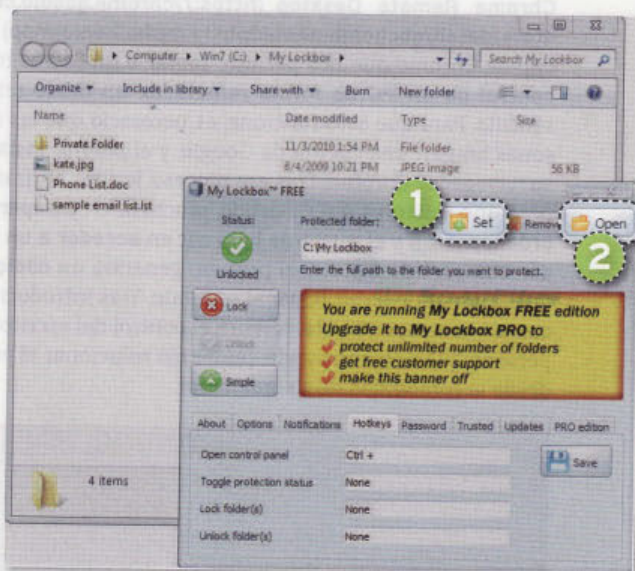 Computer ▸ Win7 (C:) ▸ My Lockbox ▸
Search My Lockbox
Organize
Include in library
Share with
Burn
New folder
Name
Date modified
Type
Size
Private Folder
11/3/2010 1:54 PM
File folder
kate.jpg
8/4/2009 10:21 PM
JPEG image
56 KB
Phone List.doc
sample email list.lst
My Lockbox™ FREE
1
2
Status:
Protected folder:
Set
Remove
Open
C:\My Lockbox
Unlocked
Enter the full path to the folder you want to protect.
Lock
Unlock
Simple
You are running My Lockbox FREE edition
Upgrade it to My Lockbox PRO to
protect unlimited number of folders
get free customer support
make this banner off
About
Options
Notifications
Hotkeys
Password
Trusted
Updates
PRO edition
Open control panel
Ctrl +
Save
Toggle protection status
None
Lock folder(s)
None
Unlock folder(s)
None
4 items